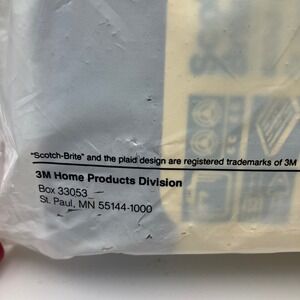 "Scotch-Brite" and the plaid design are registered trademarks of 3M
3M Home Products Division
Box 33053
St. Paul, MN 55144-1000